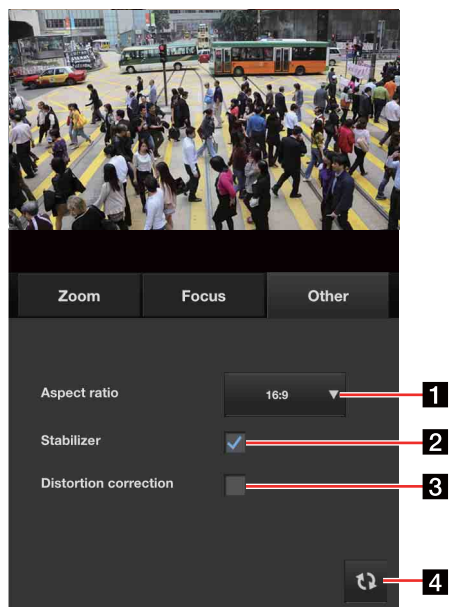 Zoom Focus Other
Aspect ratio 16:9 1
Stabilizer 2
Distortion correction 3
4